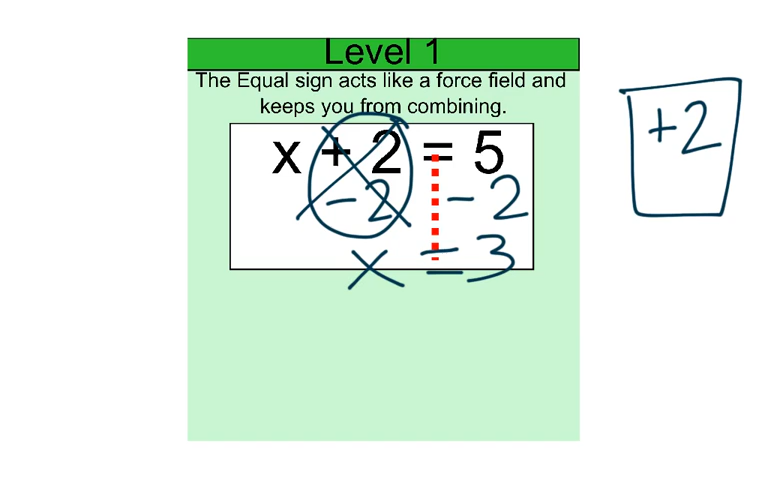 Level 1
The Equal sign acts like a force field and
keeps you from combining.
x + 2 = 5
-2 -2
x = 3
+2